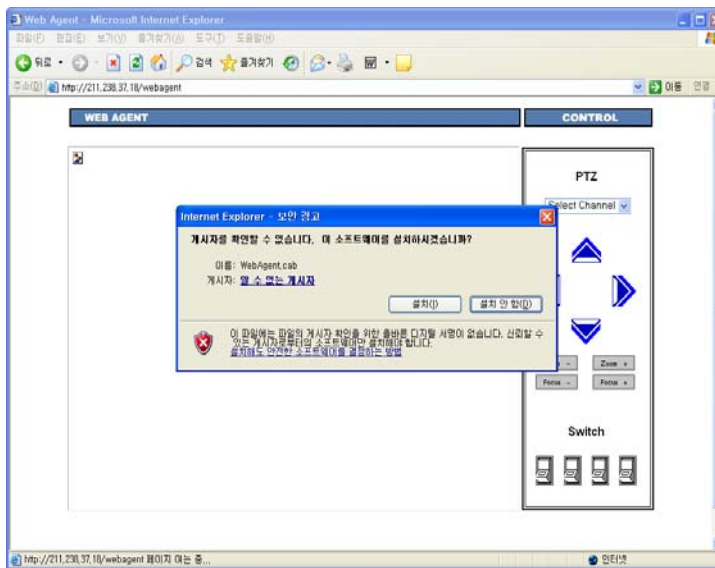 Web Agent - Microsoft Internet Explorer
파일(F) 편집(E) 보기(V) 즐겨찾기(A) 도구(T) 도움말(H)
뒤로 검색 즐겨찾기
주소(D) http://211,238,37,18/webagent 이동 연결
WEB AGENT CONTROL
PTZ
Select Channel
Internet Explorer - 보안 경고
게시자를 확인할 수 없습니다. 이 소프트웨어를 설치하시겠습니까?
이름: WebAgent.cab
게시자: 알 수 없는 게시자
설치(I) 설치 안 함(D)
이 파일에는 파일의 게시자 확인을 위한 올바른 디지털 서명이 없습니다. 신뢰할 수
있는 게시자로부터의 소프트웨어만 설치해야 합니다.
설치해도 안전한 소프트웨어를 결정하는 방법
- Zoom +
Focus - Focus +
Switch
http://211,238,37,18/webagent 페이지 여는 중... 인터넷